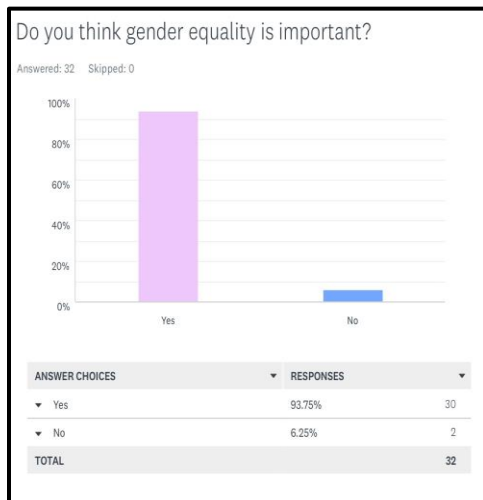 Do you think gender equality is important?
Answered: 32 Skipped: 0
100%
80%
60%
40%
20%
0%
Yes No
ANSWER CHOICES RESPONSES
Yes 93.75% 30
No 6.25% 2
TOTAL 32